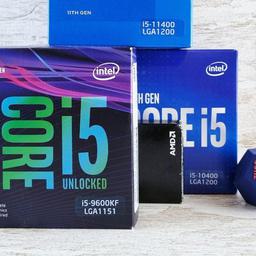 11TH GEN
i5-11400
LGA1200
intel
CORE i5
UNLOCKED
i5-9600KF
LGA1151
AMD
TH GEN
intel
RE i5
i5-10400
LGA1200